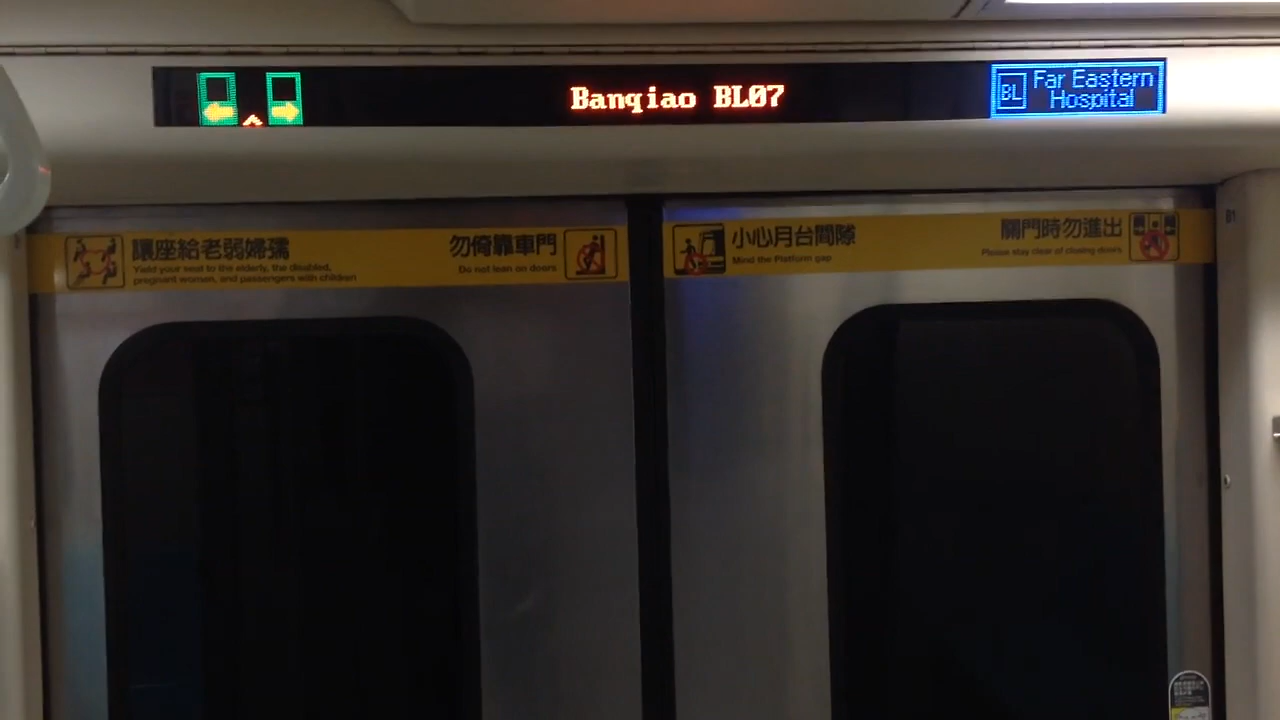 Banqiao BL07
BL
Far Eastern
Hospital
讓座給老弱婦孺
Yield your seat to the elderly, the disabled,
pregnant women, and passengers with children
勿倚靠車門
Do not lean on doors
小心月台間隙
Mind the Platform gap
關門時勿進出
Please stay clear of closing doors
B1